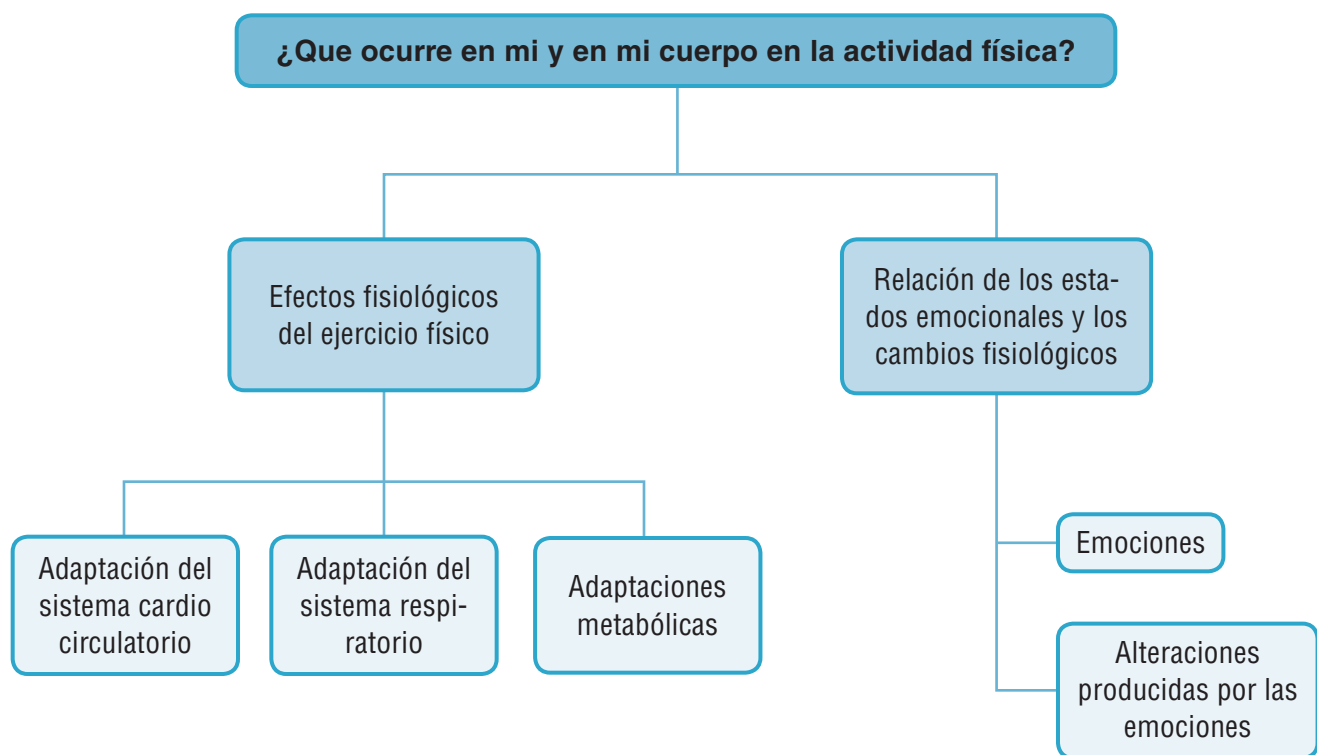 ¿Que ocurre en mi y en mi cuerpo en la actividad física?
Efectos fisiológicos
del ejercicio físico
Relación de los esta-
dos emocionales y los
cambios fisiológicos
Adaptación del
sistema cardio
circulatorio
Adaptación del
sistema respi-
ratorio
Adaptaciones
metabólicas
Emociones
Alteraciones
producidas por las
emociones